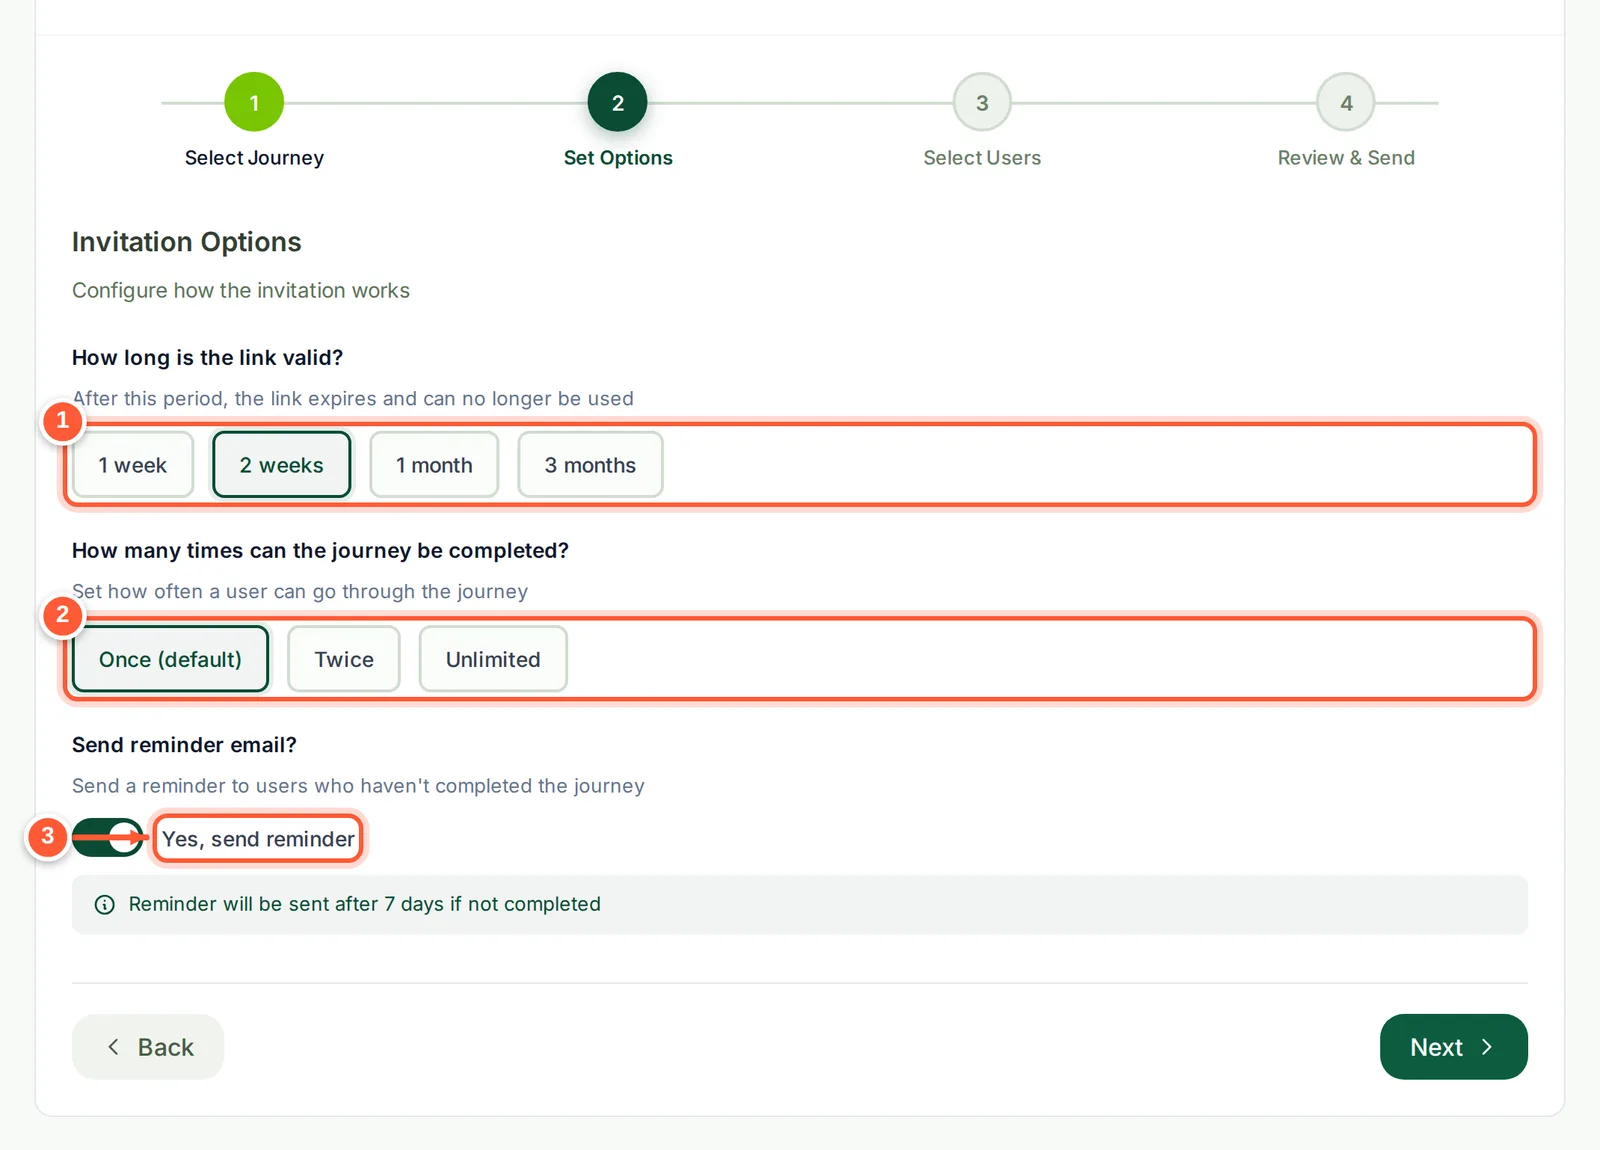 1 2 3 4
Select Journey Set Options Select Users Review & Send
Invitation Options
Configure how the invitation works
How long is the link valid?
After this period, the link expires and can no longer be used
1
1 week 2 weeks 1 month 3 months
How many times can the journey be completed?
Set how often a user can go through the journey
2
Once (default) Twice Unlimited
Send reminder email?
Send a reminder to users who haven't completed the journey
3 Yes, send reminder
Reminder will be sent after 7 days if not completed
Back Next